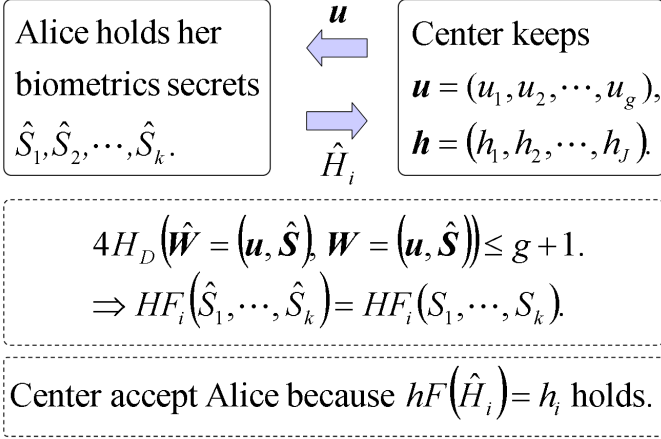 Alice holds her
biometrics secrets
Ŝ₁,Ŝ₂,⋯,Ŝₖ.
u
Ĥᵢ
Center keeps
u = (u₁,u₂,⋯,u_g),
h = (h₁,h₂,⋯,h_J).
4H_D(Ŵ = (u,Ŝ), W = (u,Ŝ)) ≤ g +1.
⇒ HFᵢ(Ŝ₁,⋯,Ŝₖ) = HFᵢ(S₁,⋯,Sₖ).
Center accept Alice because hF(Ĥᵢ) = hᵢ holds.